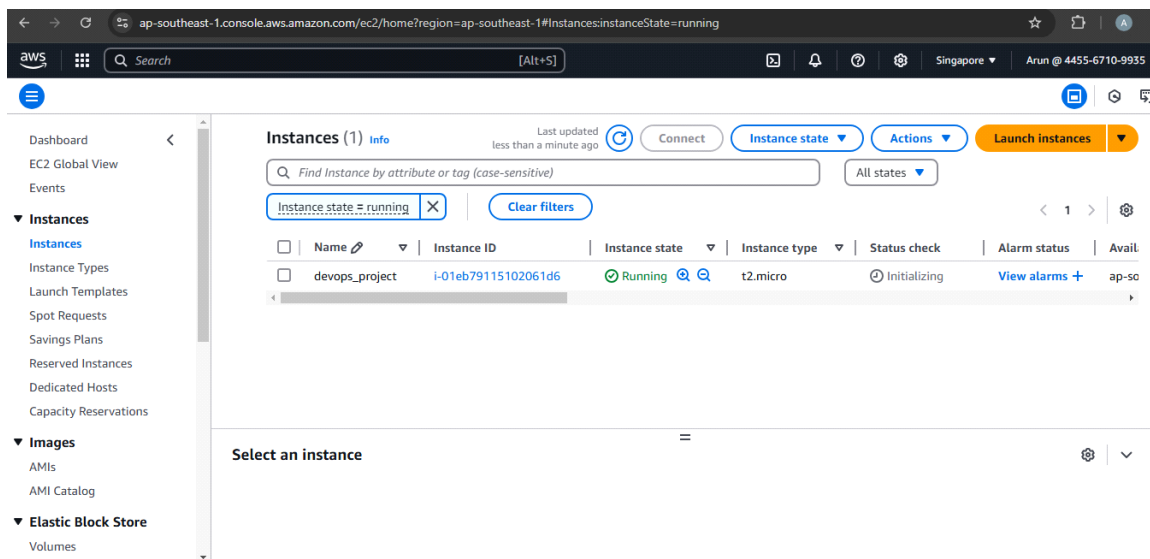 ap-southeast-1.console.aws.amazon.com/ec2/home?region=ap-southeast-1#Instances:instanceState=running
A
aws
Search
[Alt+S]
Singapore
Arun @ 4455-6710-9935
Dashboard
EC2 Global View
Events
Instances
Instances
Instance Types
Launch Templates
Spot Requests
Savings Plans
Reserved Instances
Dedicated Hosts
Capacity Reservations
Images
AMIs
AMI Catalog
Elastic Block Store
Volumes
Instances (1) Info
Last updated
less than a minute ago
Connect
Instance state
Actions
Launch instances
Find Instance by attribute or tag (case-sensitive)
All states
Instance state = running
Clear filters
1
Name Instance ID Instance state Instance type Status check Alarm status Avail
devops_project i-01eb79115102061d6 Running t2.micro Initializing View alarms + ap-so
Select an instance